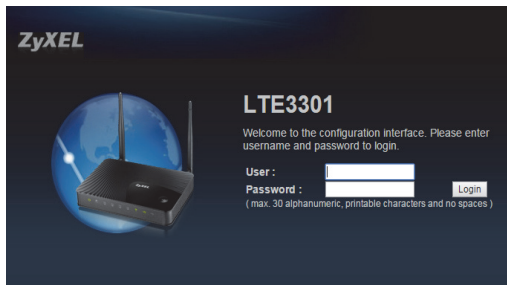 ZyXEL
LTE3301
Welcome to the configuration interface. Please enter
username and password to login.
User :
Password :
Login
( max. 30 alphanumeric, printable characters and no spaces )
ZyXEL